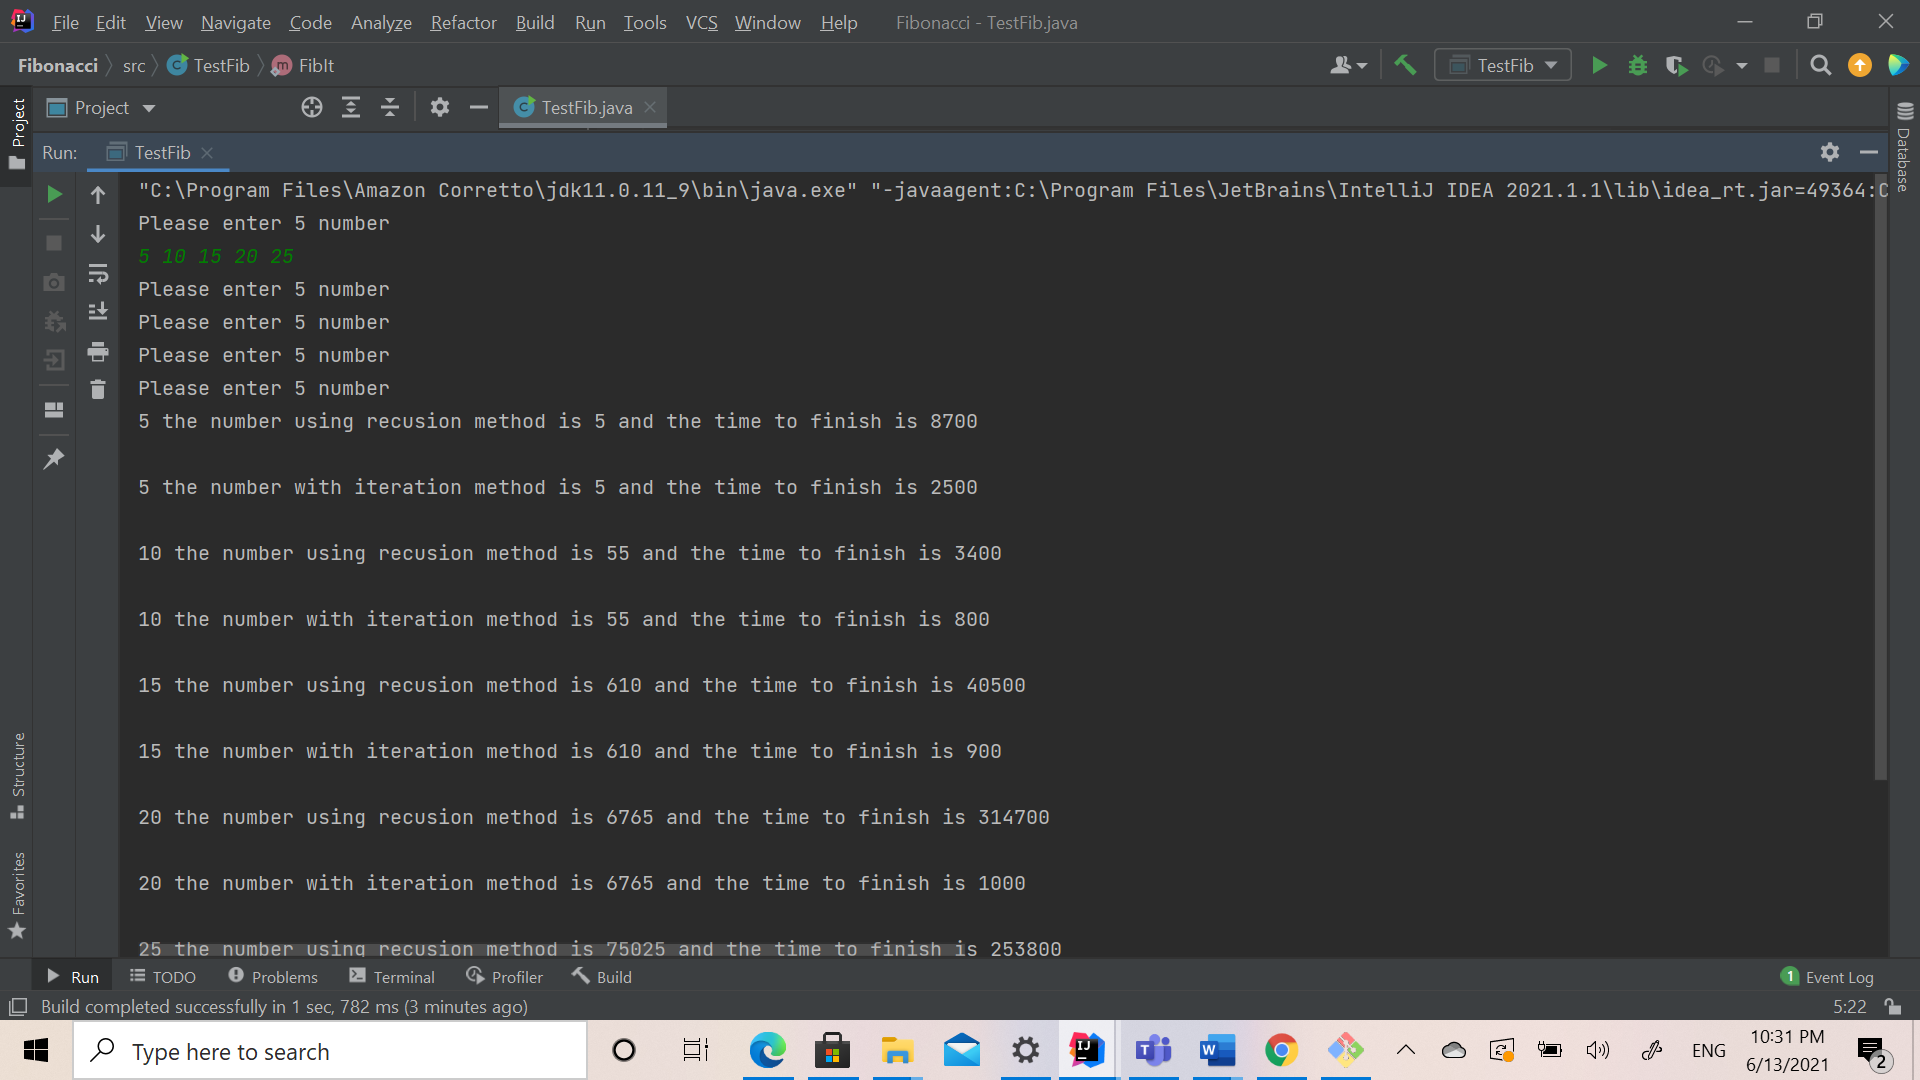 File Edit View Navigate Code Analyze Refactor Build Run Tools VCS Window Help Fibonacci - TestFib.java
Fibonacci src TestFib FibIt TestFib
Project TestFib.java
Project
Database
Run: TestFib
"C:\Program Files\Amazon Corretto\jdk11.0.11_9\bin\java.exe" "-javaagent:C:\Program Files\JetBrains\IntelliJ IDEA 2021.1.1\lib\idea_rt.jar=49364:C
Please enter 5 number
5 10 15 20 25
Please enter 5 number
Please enter 5 number
Please enter 5 number
Please enter 5 number
5 the number using recusion method is 5 and the time to finish is 8700
5 the number with iteration method is 5 and the time to finish is 2500
10 the number using recusion method is 55 and the time to finish is 3400
10 the number with iteration method is 55 and the time to finish is 800
15 the number using recusion method is 610 and the time to finish is 40500
15 the number with iteration method is 610 and the time to finish is 900
20 the number using recusion method is 6765 and the time to finish is 314700
20 the number with iteration method is 6765 and the time to finish is 1000
25 the number using recusion method is 75025 and the time to finish is 253800
Structure
Favorites
Run TODO Problems Terminal Profiler Build 1 Event Log
Build completed successfully in 1 sec, 782 ms (3 minutes ago) 5:22
Type here to search
ENG
10:31 PM
6/13/2021
2